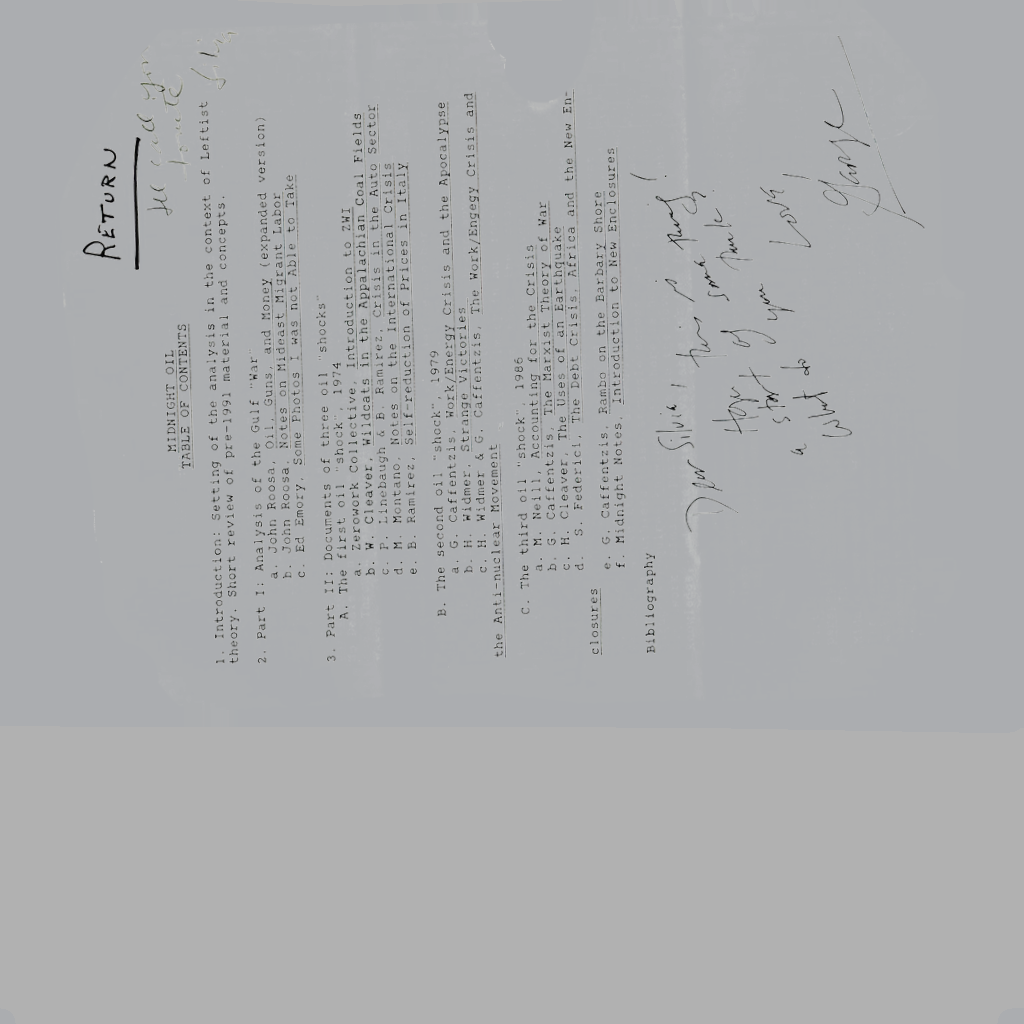 RETURN
MIDNIGHT OIL
TABLE OF CONTENTS
1. Introduction: Setting of the analysis in the context of Leftist
theory. Short review of pre-1991 material and concepts.
2. Part I: Analysis of the Gulf "War"
a. John Roosa, Oil, Guns, and Money (expanded version)
b. John Roosa, Notes on Mideast Migrant Labor
c. Ed Emory, Some Photos I was not Able to Take
3. Part II: Documents of three oil "shocks"
A. The first oil "shock", 1974
a. Zerowork Collective, Introduction to ZWI
b. W. Cleaver, Wildcats in the Appalachian Coal Fields
c. P. Linebaugh & B. Ramirez, Crisis in the Auto Sector
d. M. Montano, Notes on the International Crisis
e. B. Ramirez, Self-reduction of Prices in Italy
B. The second oil "shock", 1979
a. G. Caffentzis, Work/Energy Crisis and the Apocalypse
b. H. Widmer, Strange Victories
c. H. Widmer & G. Caffentzis, The Work/Engegy Crisis and
the Anti-nuclear Movement
C. The third oil "shock", 1986
a. M. Neill, Accounting for the Crisis
b. G. Caffentzis, The Marxist Theory of War
c. H. Cleaver, The Uses of an Earthquake
d. S. Federici, The Debt Crisis, Africa and the New En-
closures
e. G. Caffentzis, Rambo on the Barbary Shore
f. Midnight Notes, Introduction to New Enclosures
Bibliography
Dear Silvia, this is
a start of some thing!
What do you think.
Love,
George